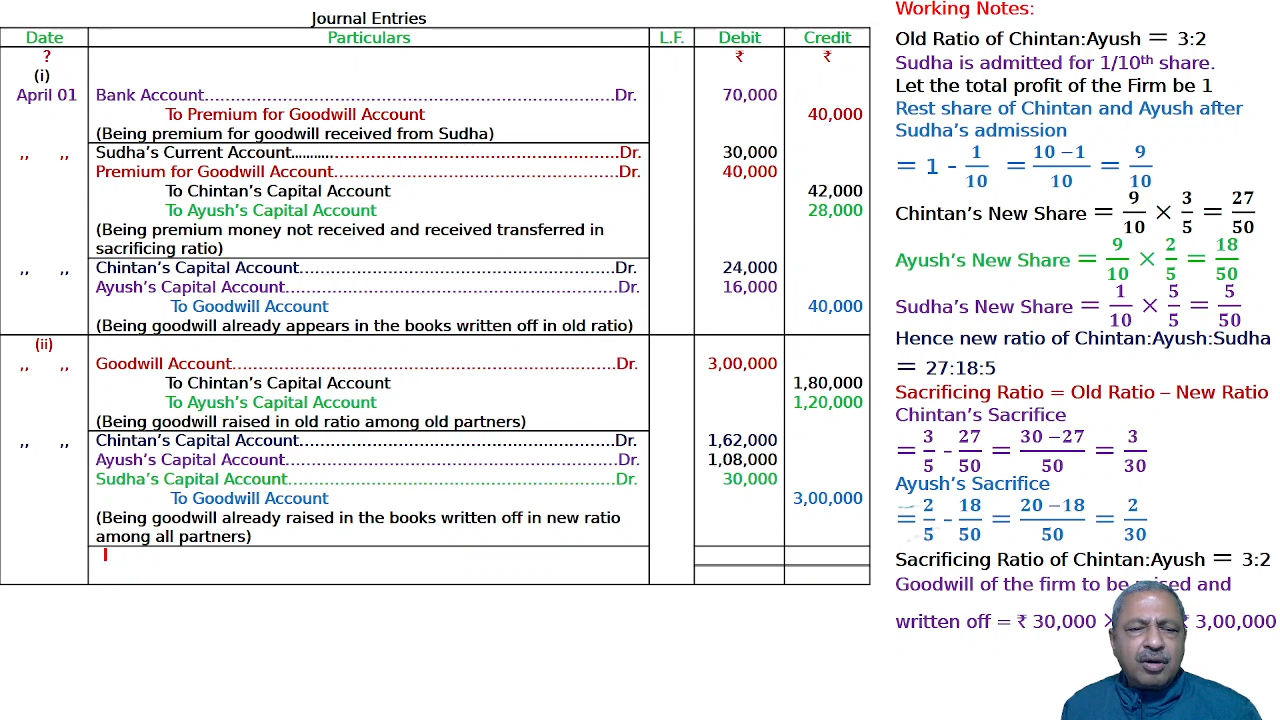 Journal Entries
Date Particulars L.F. Debit Credit
? ₹ ₹
(i)
April 01 Bank Account..........Dr. 70,000
To Premium for Goodwill Account 40,000
(Being premium for goodwill received from Sudha)
,, ,, Sudha's Current Account..........Dr. 30,000
Premium for Goodwill Account..........Dr. 40,000
To Chintan's Capital Account 42,000
To Ayush's Capital Account 28,000
(Being premium money not received and received transferred in
sacrificing ratio)
,, ,, Chintan's Capital Account..........Dr. 24,000
Ayush's Capital Account..........Dr. 16,000
To Goodwill Account 40,000
(Being goodwill already appears in the books written off in old ratio)
(ii)
,, ,, Goodwill Account..........Dr. 3,00,000
To Chintan's Capital Account 1,80,000
To Ayush's Capital Account 1,20,000
(Being goodwill raised in old ratio among old partners)
,, ,, Chintan's Capital Account..........Dr. 1,62,000
Ayush's Capital Account..........Dr. 1,08,000
Sudha's Capital Account..........Dr. 30,000
To Goodwill Account 3,00,000
(Being goodwill already raised in the books written off in new ratio
among all partners)
Working Notes:
Old Ratio of Chintan:Ayush = 3:2
Sudha is admitted for 1/10th share.
Let the total profit of the Firm be 1
Rest share of Chintan and Ayush after
Sudha's admission
= 1 - 1/10 = 10 −1/10 = 9/10
Chintan's New Share = 9/10 × 3/5 = 27/50
Ayush's New Share = 9/10 × 2/5 = 18/50
Sudha's New Share = 1/10 × 5/5 = 5/50
Hence new ratio of Chintan:Ayush:Sudha
= 27:18:5
Sacrificing Ratio = Old Ratio – New Ratio
Chintan's Sacrifice
= 3/5 - 27/50 = 30 −27/50 = 3/30
Ayush's Sacrifice
= 2/5 - 18/50 = 20 −18/50 = 2/30
Sacrificing Ratio of Chintan:Ayush = 3:2
Goodwill of the firm to be raised and
written off = ₹ 30,000 × ₹ 3,00,000